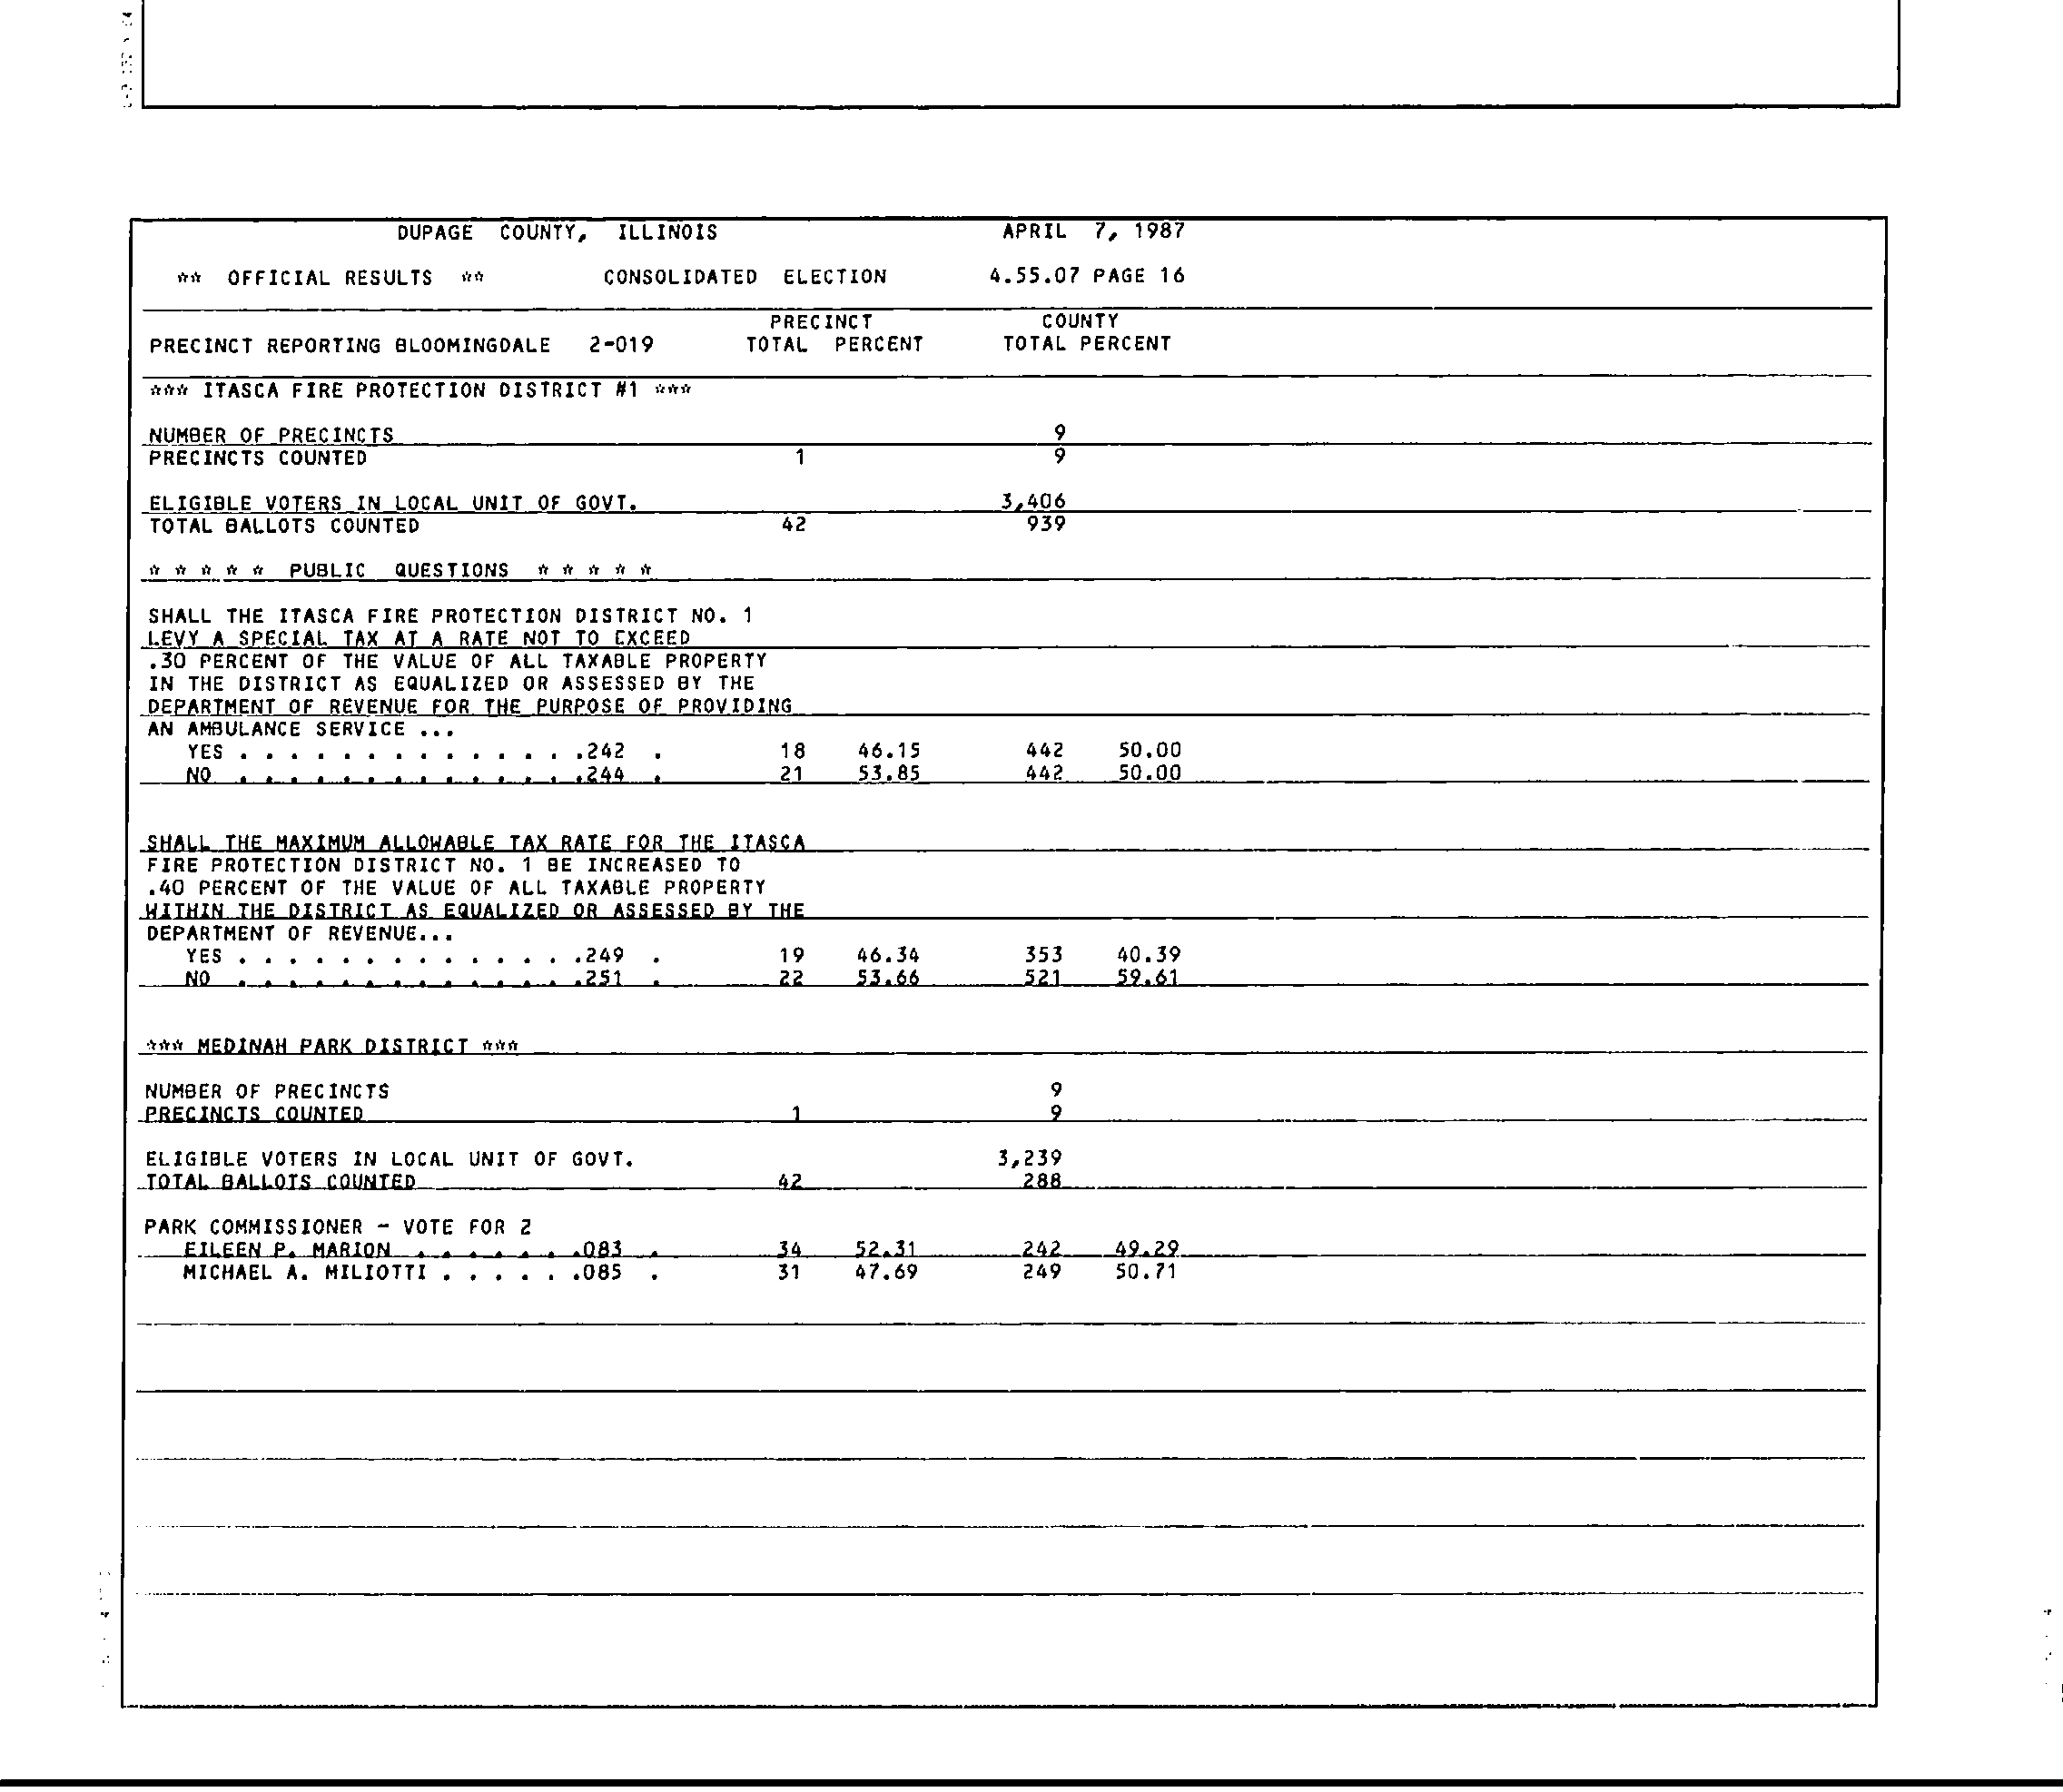 DUPAGE COUNTY, ILLINOIS APRIL 7, 1987
** OFFICIAL RESULTS ** CONSOLIDATED ELECTION 4.55.07 PAGE 16
PRECINCT COUNTY
PRECINCT REPORTING BLOOMINGDALE 2-019 TOTAL PERCENT TOTAL PERCENT
*** ITASCA FIRE PROTECTION DISTRICT #1 ***
NUMBER OF PRECINCTS 9
PRECINCTS COUNTED 1 9
ELIGIBLE VOTERS IN LOCAL UNIT OF GOVT. 3,406
TOTAL BALLOTS COUNTED 42 939
* * * * * PUBLIC QUESTIONS * * * * *
SHALL THE ITASCA FIRE PROTECTION DISTRICT NO. 1
LEVY A SPECIAL TAX AT A RATE NOT TO EXCEED
.30 PERCENT OF THE VALUE OF ALL TAXABLE PROPERTY
IN THE DISTRICT AS EQUALIZED OR ASSESSED BY THE
DEPARTMENT OF REVENUE FOR THE PURPOSE OF PROVIDING
AN AMBULANCE SERVICE ...
YES . . . . . . . . . . . . . .242 . 18 46.15 442 50.00
NO . . . . . . . . . . . . . .244 . 21 53.85 442 50.00
SHALL THE MAXIMUM ALLOWABLE TAX RATE FOR THE ITASCA
FIRE PROTECTION DISTRICT NO. 1 BE INCREASED TO
.40 PERCENT OF THE VALUE OF ALL TAXABLE PROPERTY
WITHIN THE DISTRICT AS EQUALIZED OR ASSESSED BY THE
DEPARTMENT OF REVENUE...
YES . . . . . . . . . . . . . .249 . 19 46.34 353 40.39
NO . . . . . . . . . . . . . .251 . 22 53.66 521 59.61
*** MEDINAH PARK DISTRICT ***
NUMBER OF PRECINCTS 9
PRECINCTS COUNTED 1 9
ELIGIBLE VOTERS IN LOCAL UNIT OF GOVT. 3,239
TOTAL BALLOTS COUNTED 42 288
PARK COMMISSIONER - VOTE FOR 2
EILEEN P. MARION . . . . . . .083 . 34 52.31 242 49.29
MICHAEL A. MILIOTTI . . . . . .085 . 31 47.69 249 50.71